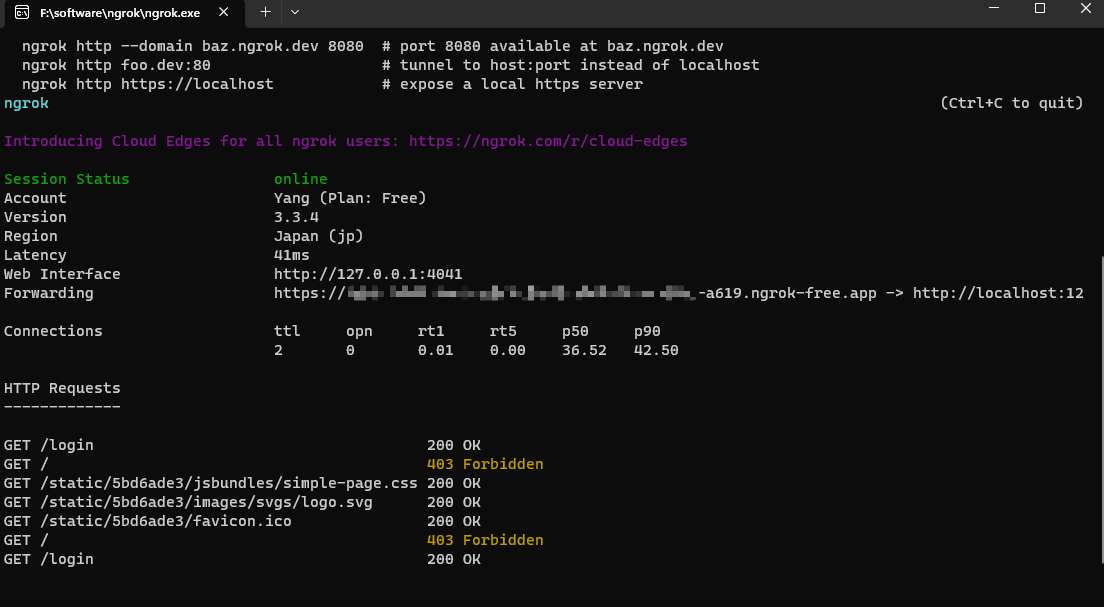 F:\software\ngrok\ngrok.exe
ngrok http --domain baz.ngrok.dev 8080 # port 8080 available at baz.ngrok.dev
ngrok http foo.dev:80 # tunnel to host:port instead of localhost
ngrok http https://localhost # expose a local https server
ngrok (Ctrl+C to quit)
Introducing Cloud Edges for all ngrok users: https://ngrok.com/r/cloud-edges
Session Status online
Account Yang (Plan: Free)
Version 3.3.4
Region Japan (jp)
Latency 41ms
Web Interface http://127.0.0.1:4041
Forwarding https:// -a619.ngrok-free.app -> http://localhost:12
Connections ttl opn rt1 rt5 p50 p90
2 0 0.01 0.00 36.52 42.50
HTTP Requests
-------------
GET /login 200 OK
GET / 403 Forbidden
GET /static/5bd6ade3/jsbundles/simple-page.css 200 OK
GET /static/5bd6ade3/images/svgs/logo.svg 200 OK
GET /static/5bd6ade3/favicon.ico 200 OK
GET / 403 Forbidden
GET /login 200 OK